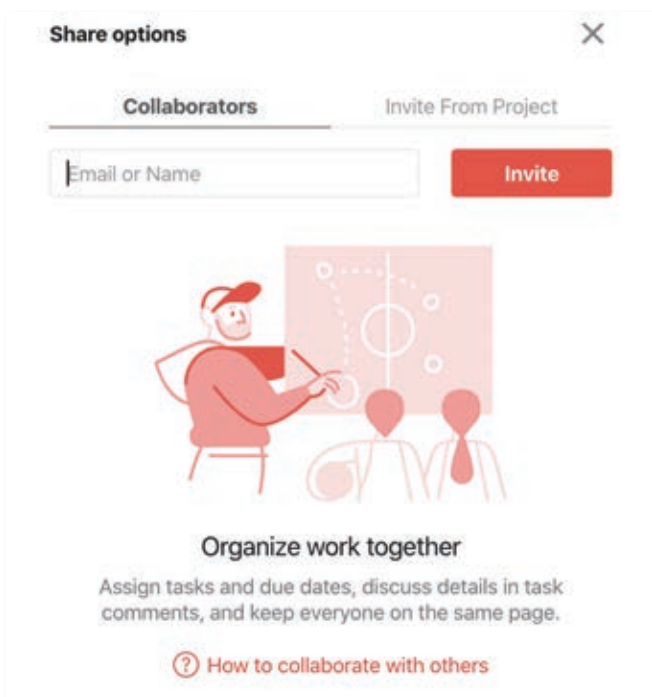 Share options
Collaborators
Invite From Project
Email or Name
Invite
Organize work together
Assign tasks and due dates, discuss details in task
comments, and keep everyone on the same page.
How to collaborate with others